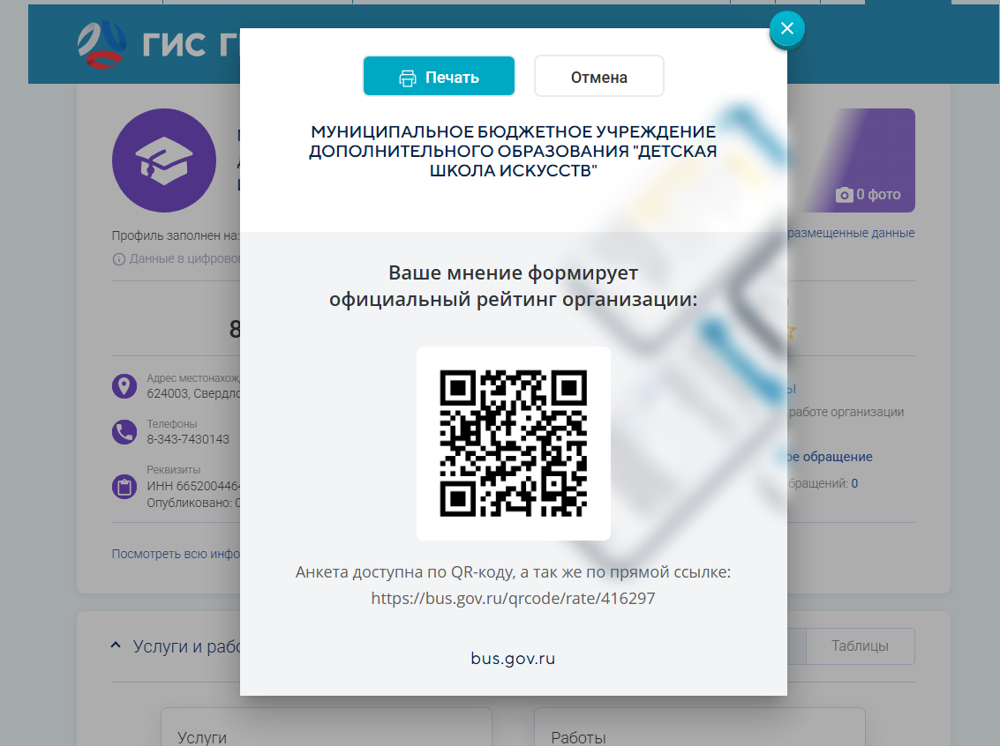 ГИС
Печать
Отмена
МУНИЦИПАЛЬНОЕ БЮДЖЕТНОЕ УЧРЕЖДЕНИЕ
ДОПОЛНИТЕЛЬНОГО ОБРАЗОВАНИЯ "ДЕТСКАЯ
ШКОЛА ИСКУССТВ"
0 фото
Профиль заполнен на:
размещенные данные
Данные в цифровом
Ваше мнение формирует
официальный рейтинг организации:
8
Адрес местонахож
624003, Свердло
работе организации
Телефоны
8-343-7430143
ое обращение
Реквизиты
ИНН 6652004464
бращений: 0
Опубликовано: 0
Посмотреть всю инфо
Анкета доступна по QR-коду, а так же по прямой ссылке:
https://bus.gov.ru/qrcode/rate/416297
bus.gov.ru
Услуги и рабо
Таблицы
Услуги
Работы